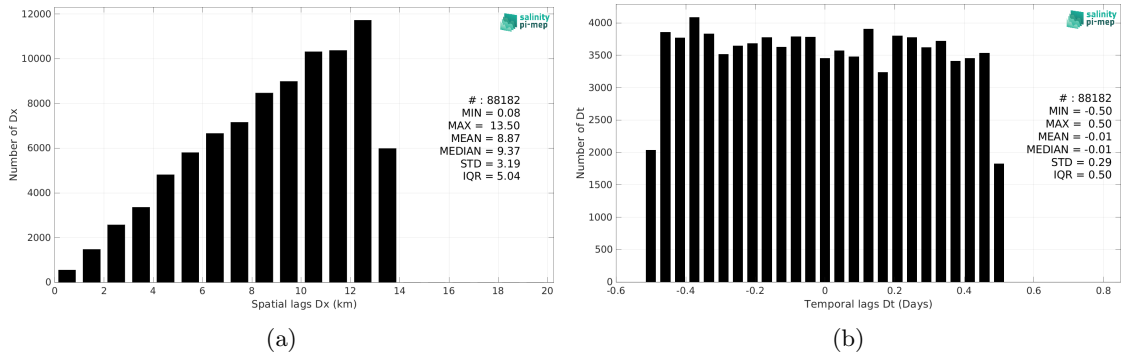 12000
10000
8000
6000
4000
2000
0
Number of Dx
salinity
pi-mep
# : 88182
MIN = 0.08
MAX = 13.50
MEAN = 8.87
MEDIAN = 9.37
STD = 3.19
IQR = 5.04
0 2 4 6 8 10 12 14 16 18 20
Spatial lags Dx (km)
(a)
4000
3500
3000
2500
2000
1500
1000
500
0
Number of Dt
salinity
pi-mep
# : 88182
MIN = -0.50
MAX = 0.50
MEAN = -0.01
MEDIAN = -0.01
STD = 0.29
IQR = 0.50
-0.6 -0.4 -0.2 0 0.2 0.4 0.6 0.8
Temporal lags Dt (Days)
(b)